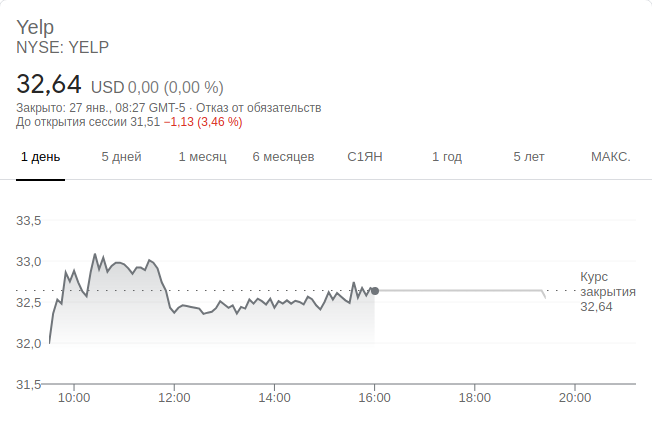 Yelp
NYSE: YELP
32,64 USD 0,00 (0,00 %)
Закрыто: 27 янв., 08:27 GMT-5 · Отказ от обязательств
До открытия сессии 31,51 −1,13 (3,46 %)
1 день 5 дней 1 месяц 6 месяцев С1ЯН 1 год 5 лет МАКС.
33,5
33,0
32,5
32,0
31,5
Курс
закрытия
32,64
10:00 12:00 14:00 16:00 18:00 20:00